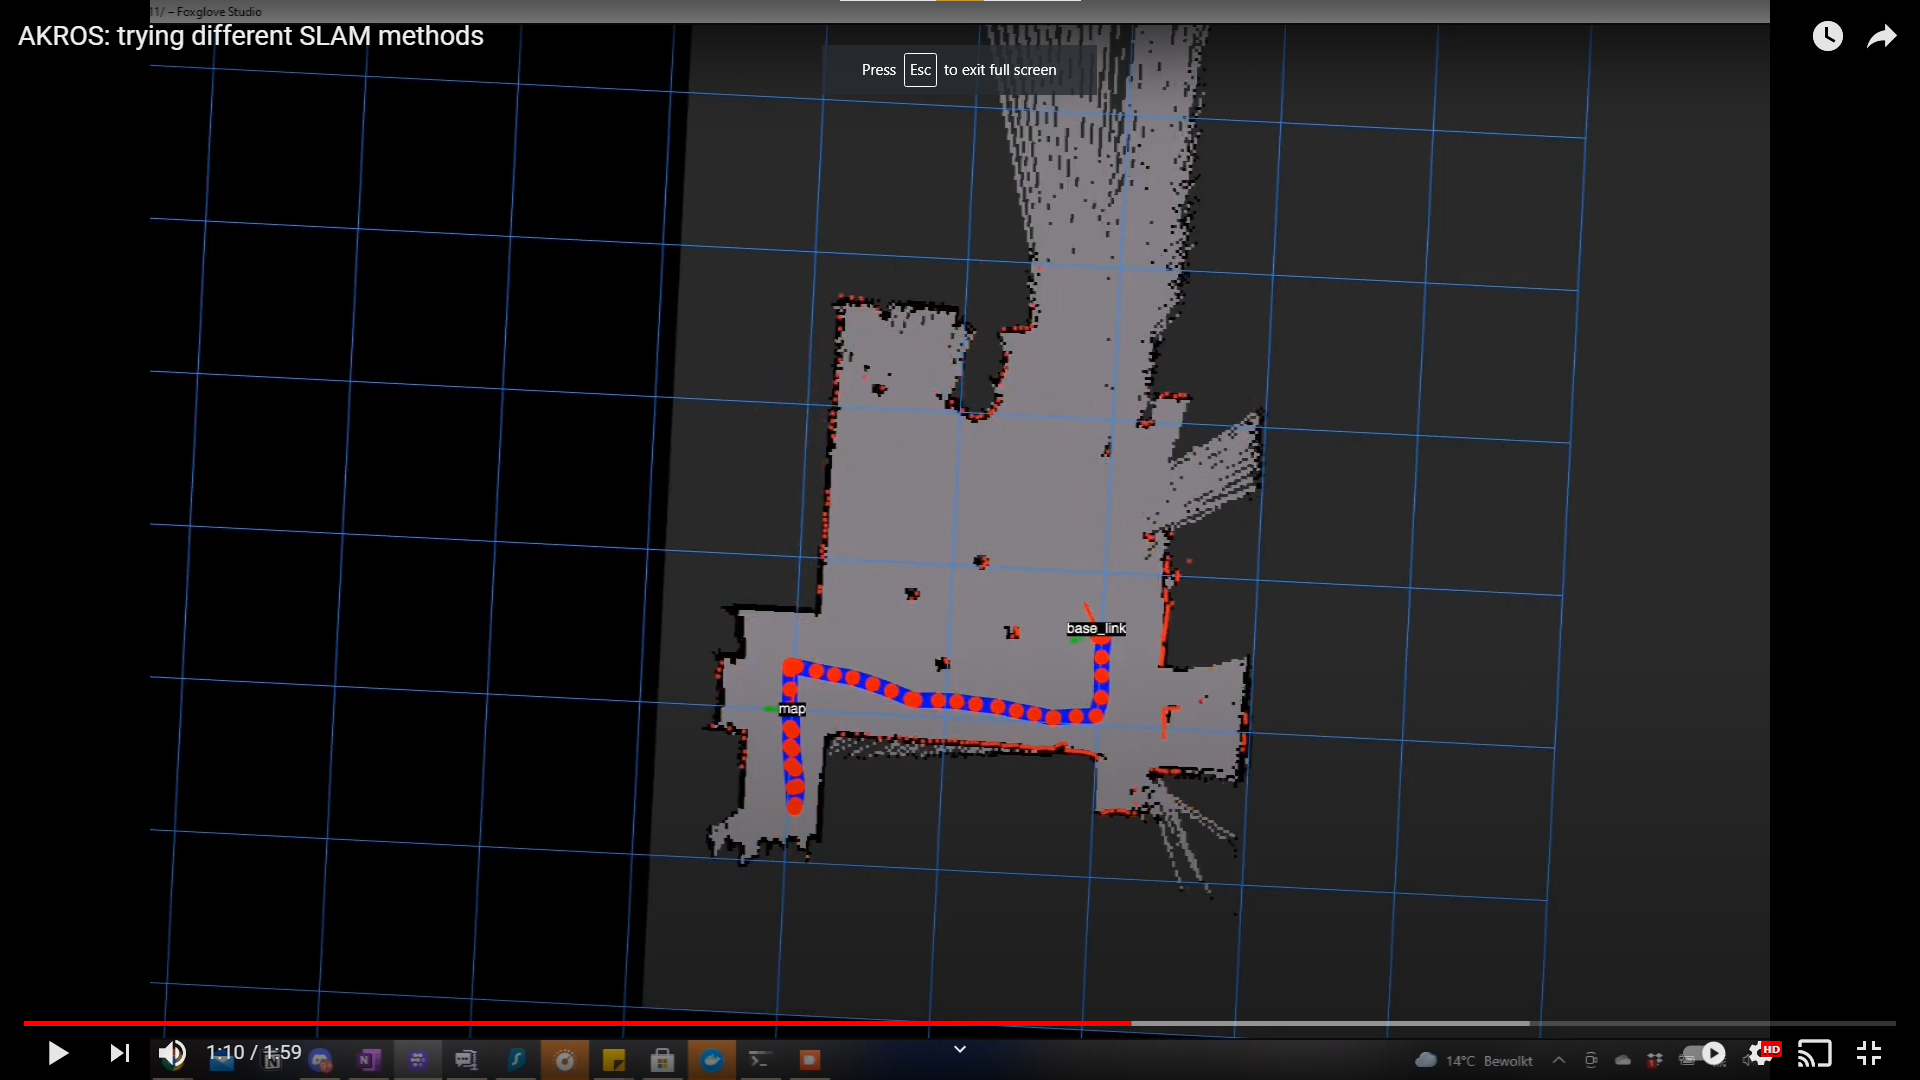 11/ – Foxglove Studio
AKROS: trying different SLAM methods
Press Esc to exit full screen
base_link
map
1:10 / 1:59
HD
14°C Bewolkt